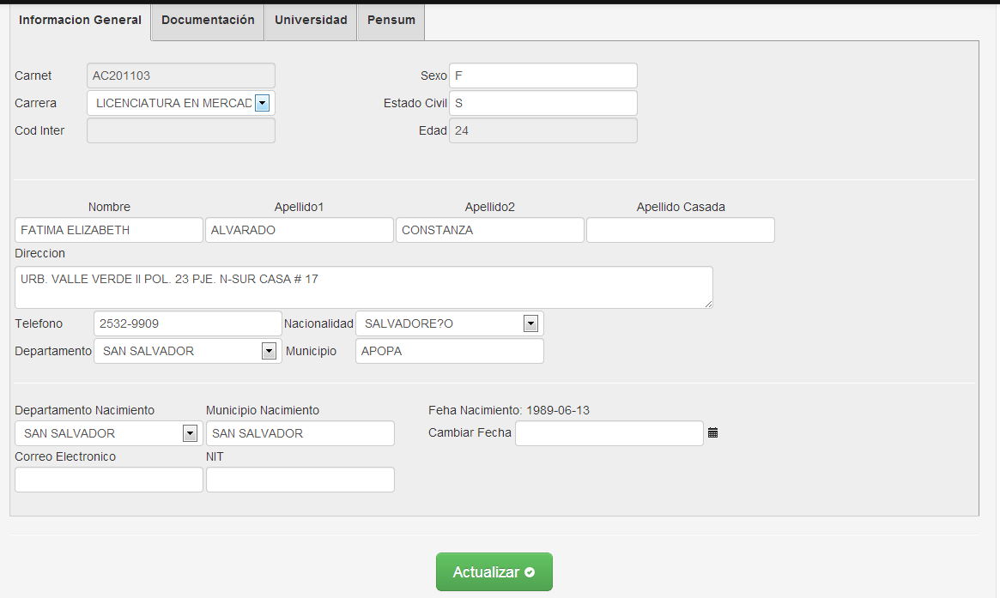 Informacion General Documentación Universidad Pensum
Carnet AC201103 Sexo F
Carrera LICENCIATURA EN MERCAD Estado Civil S
Cod Inter Edad 24
Nombre Apellido1 Apellido2 Apellido Casada
FATIMA ELIZABETH ALVARADO CONSTANZA
Direccion
URB. VALLE VERDE II POL. 23 PJE. N-SUR CASA # 17
Telefono 2532-9909 Nacionalidad SALVADORE?O
Departamento SAN SALVADOR Municipio APOPA
Departamento Nacimiento Municipio Nacimiento Feha Nacimiento: 1989-06-13
SAN SALVADOR SAN SALVADOR Cambiar Fecha
Correo Electronico NIT
Actualizar